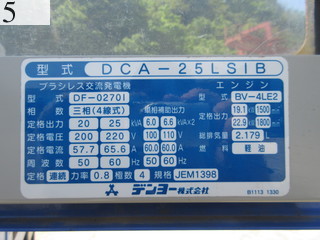 5
型式 DCA-25LSIB
ブラシレス交流発電機 エンジン
型式 DF-0270I 型式 BV-4LE2
相数 三相(4線式) 単相補助出力 定格出力 19.1 1500
定格出力 20 25 kVA 6.0 6.6 kVA×2 22.9 1800
定格電圧 200 220 V 100 110 V 総排気量 2.179 L
定格電流 57.7 65.6 A 60.0 60.0 A 燃料 軽油
周波数 50 60 Hz 50 60 Hz
定格 連続 力率 0.8 極数 4 規格 JEM1398
デンヨー株式会社
B1113 1330